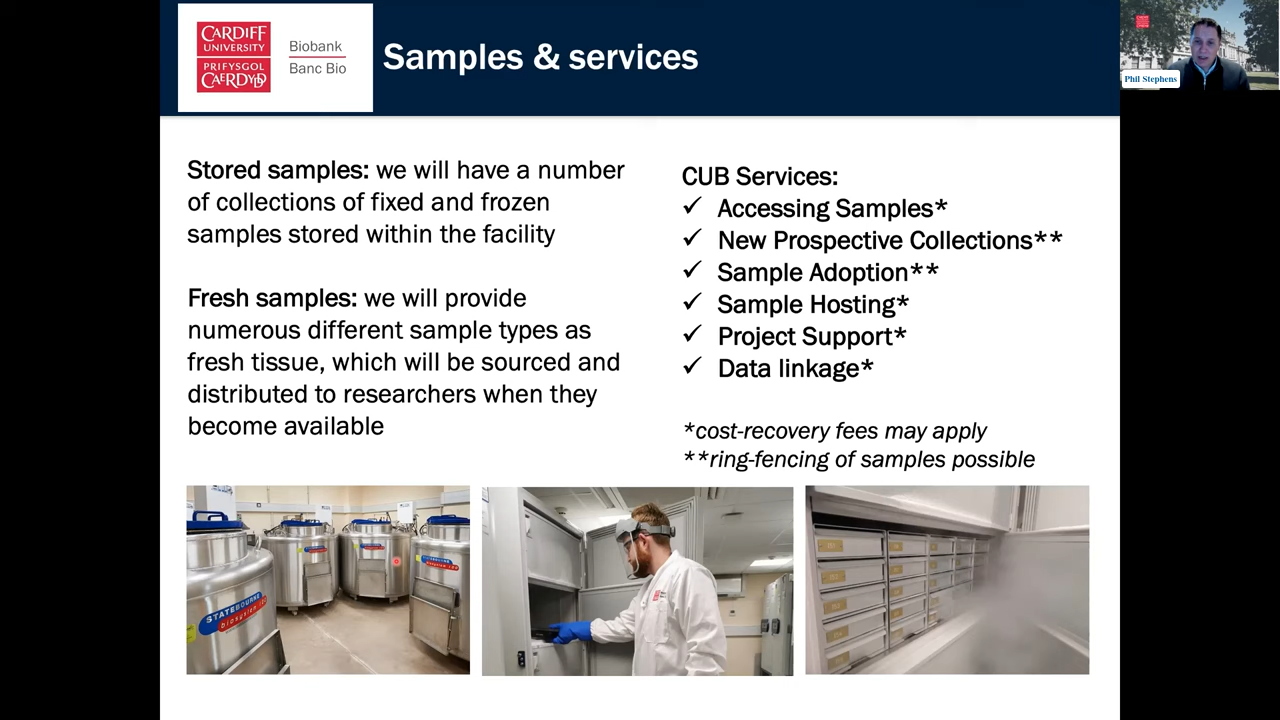 CARDIFF
UNIVERSITY
PRIFYSGOL
CAERDYDD
Biobank
Banc Bio
Samples & services
Phil Stephens
Stored samples: we will have a number
of collections of fixed and frozen
samples stored within the facility
Fresh samples: we will provide
numerous different sample types as
fresh tissue, which will be sourced and
distributed to researchers when they
become available
CUB Services:
✓ Accessing Samples*
✓ New Prospective Collections**
✓ Sample Adoption**
✓ Sample Hosting*
✓ Project Support*
✓ Data linkage*
*cost-recovery fees may apply
**ring-fencing of samples possible
STATEBOURNE